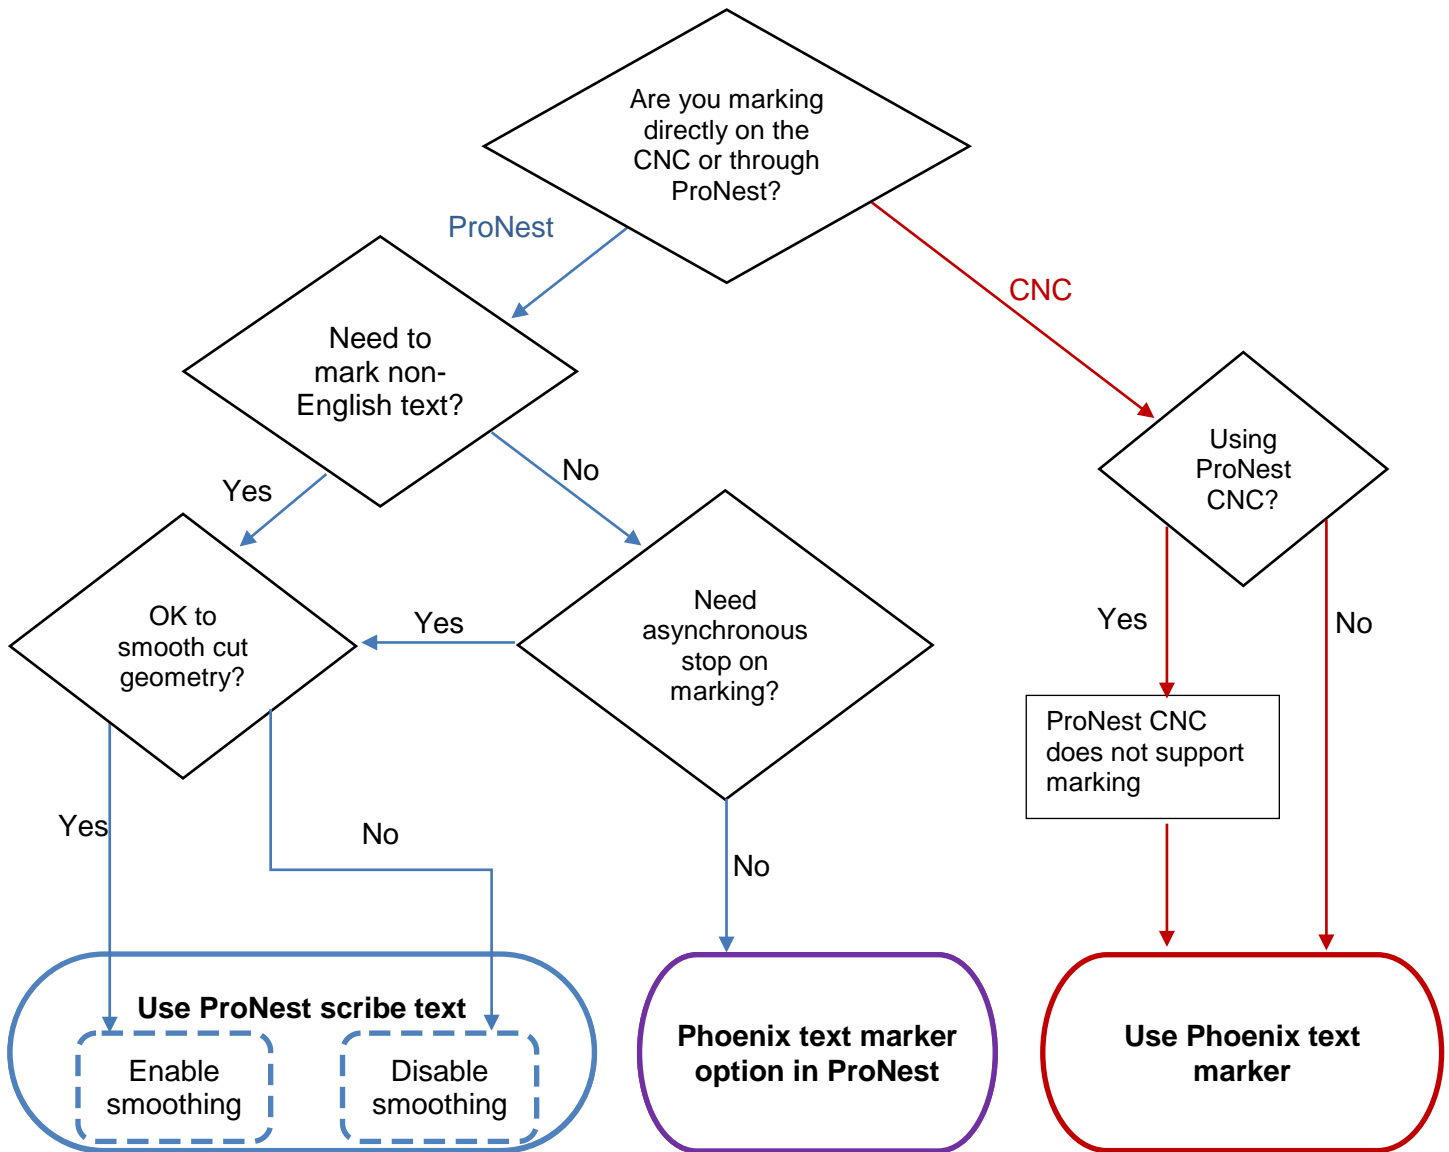 Are you marking
directly on the
CNC or through
ProNest?
ProNest
CNC
Need to
mark non-
English text?
Using
ProNest
CNC?
Yes
No
OK to
smooth cut
geometry?
Yes
Need
asynchronous
stop on
marking?
Yes
No
ProNest CNC
does not support
marking
Yes
No
No
Use ProNest scribe text
Enable
smoothing
Disable
smoothing
Phoenix text marker
option in ProNest
Use Phoenix text
marker